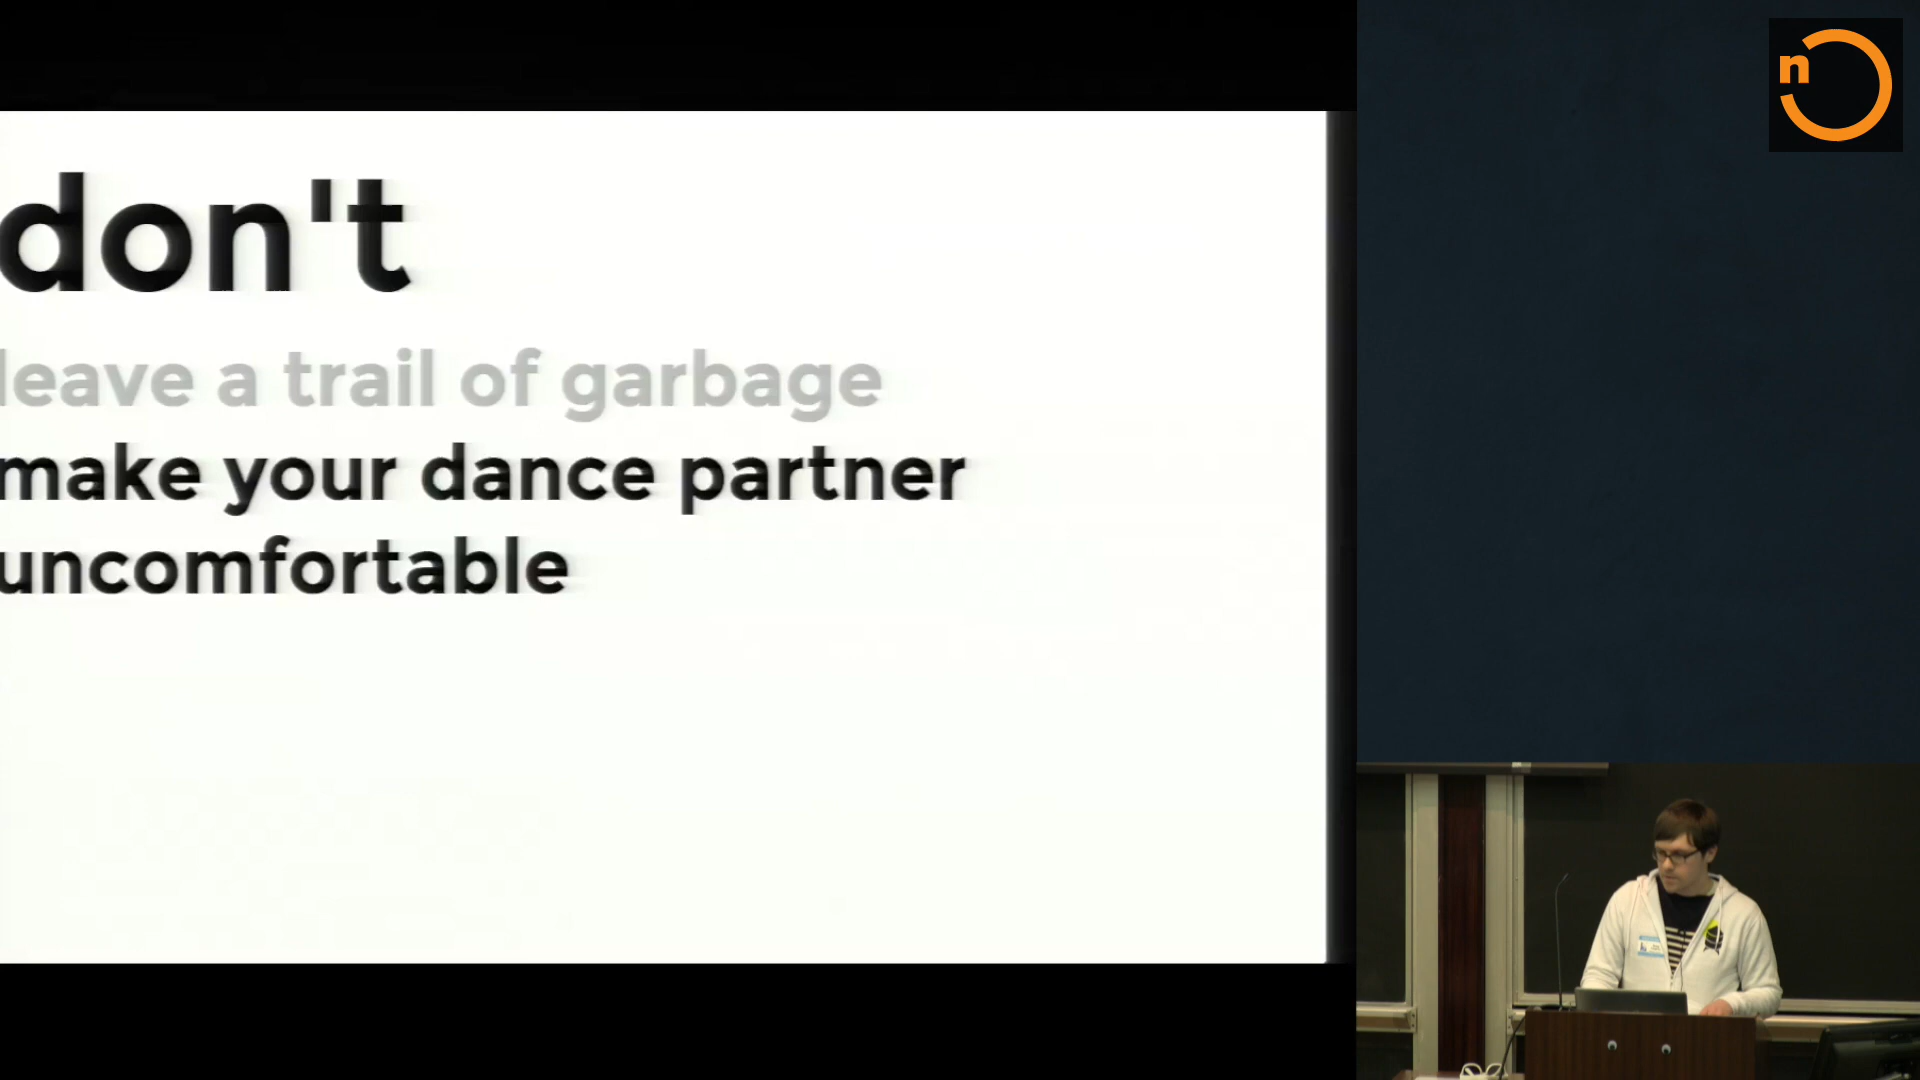 n
don't
leave a trail of garbage
make your dance partner
uncomfortable